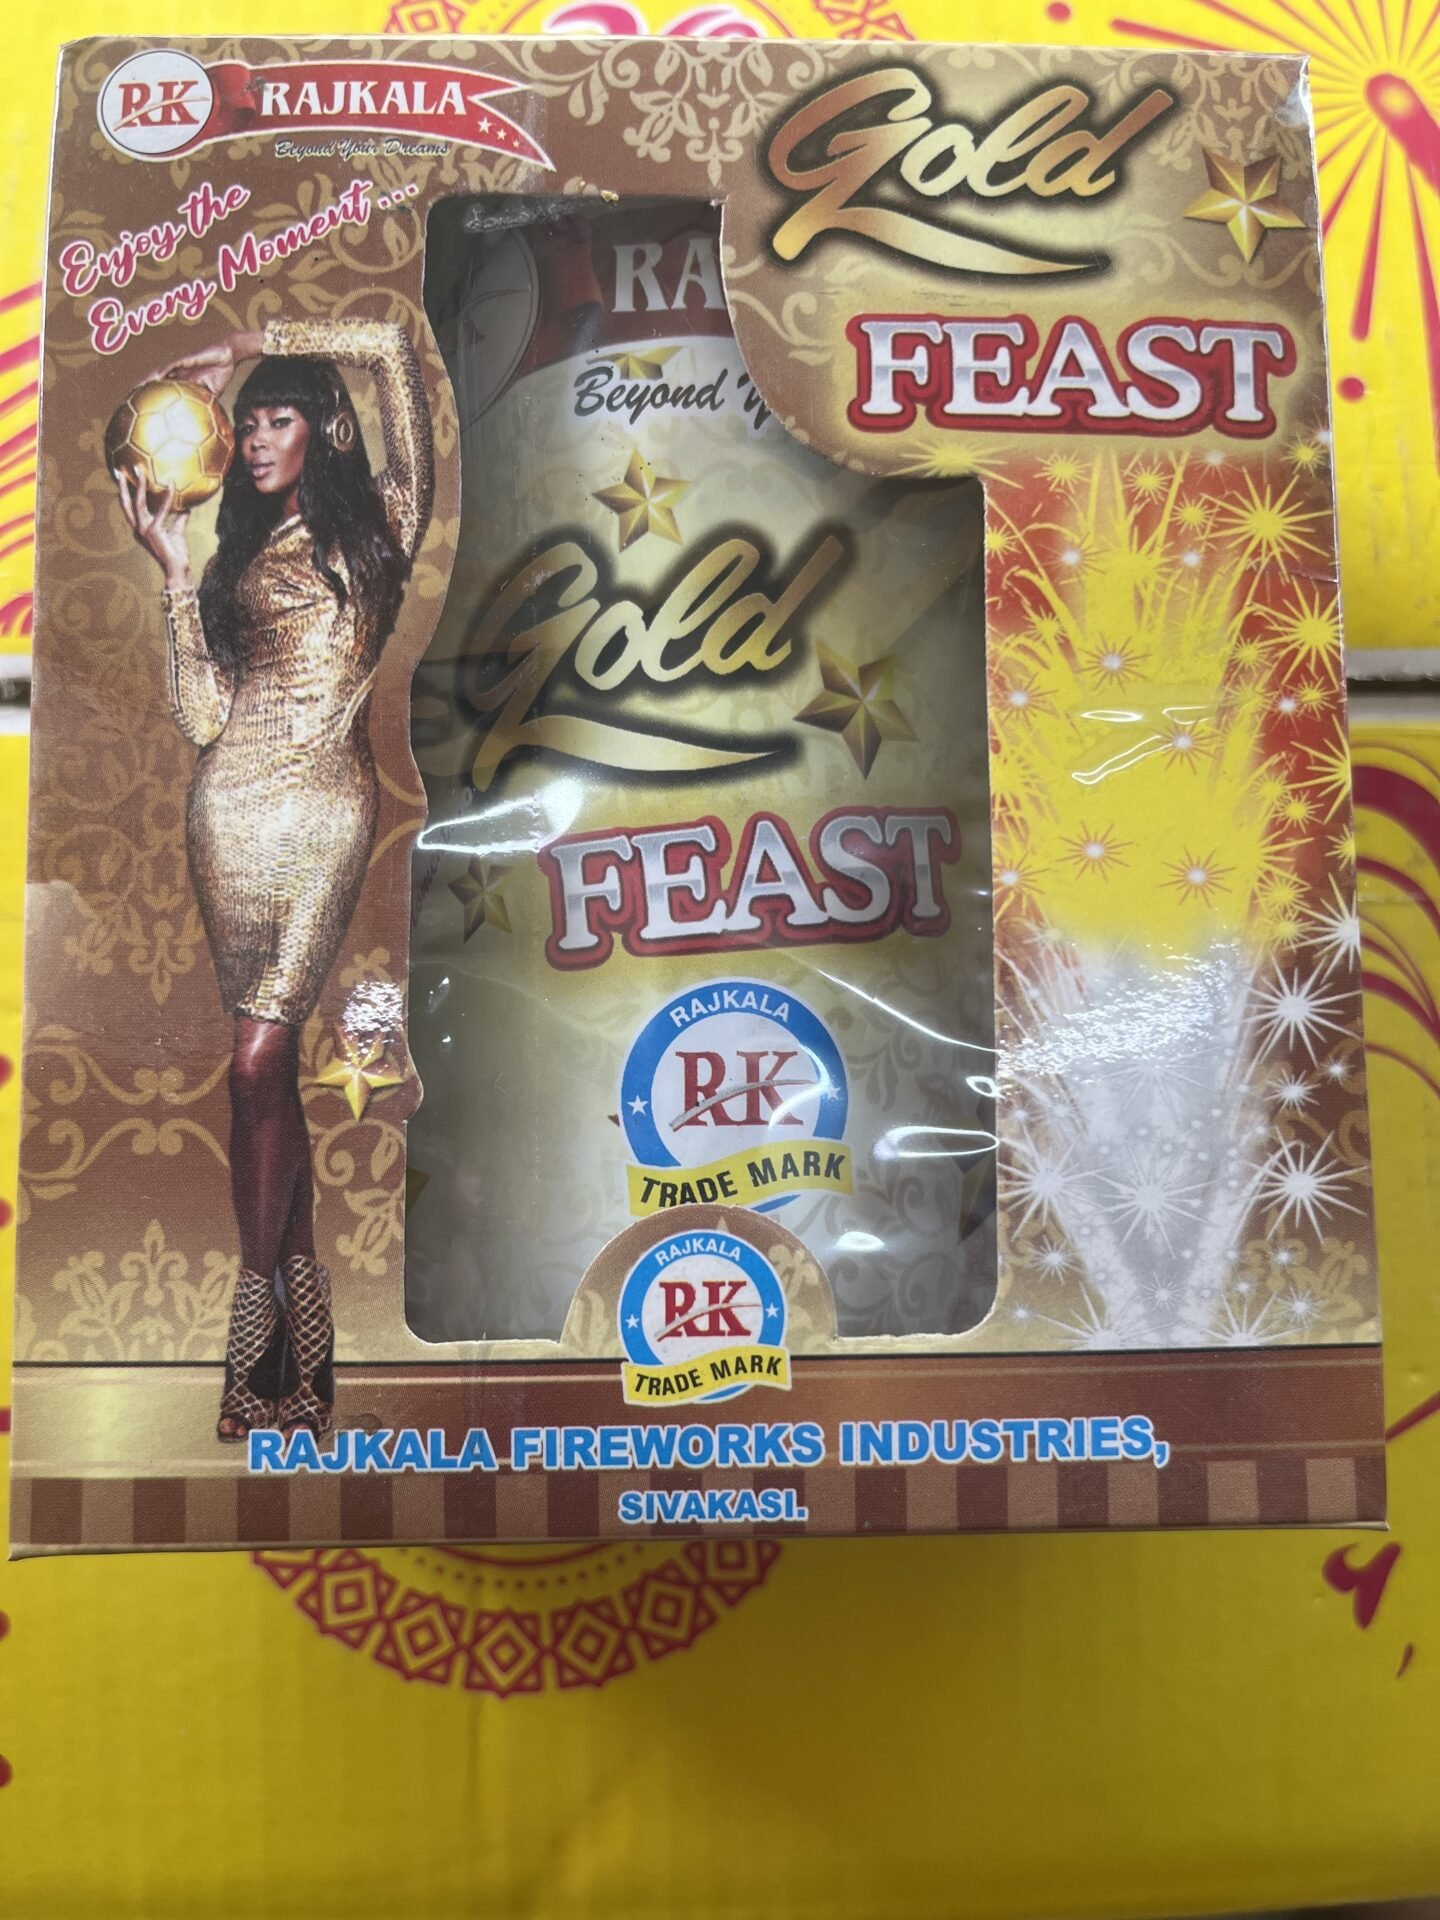 RK RAJKALA
Beyond Your Dreams
Enjoy the
Every Moment ...
Gold
FEAST
RA
Beyond
Gold
FEAST
RAJKALA
RK
TRADE MARK
RAJKALA
RK
TRADE MARK
RAJKALA FIREWORKS INDUSTRIES,
SIVAKASI.